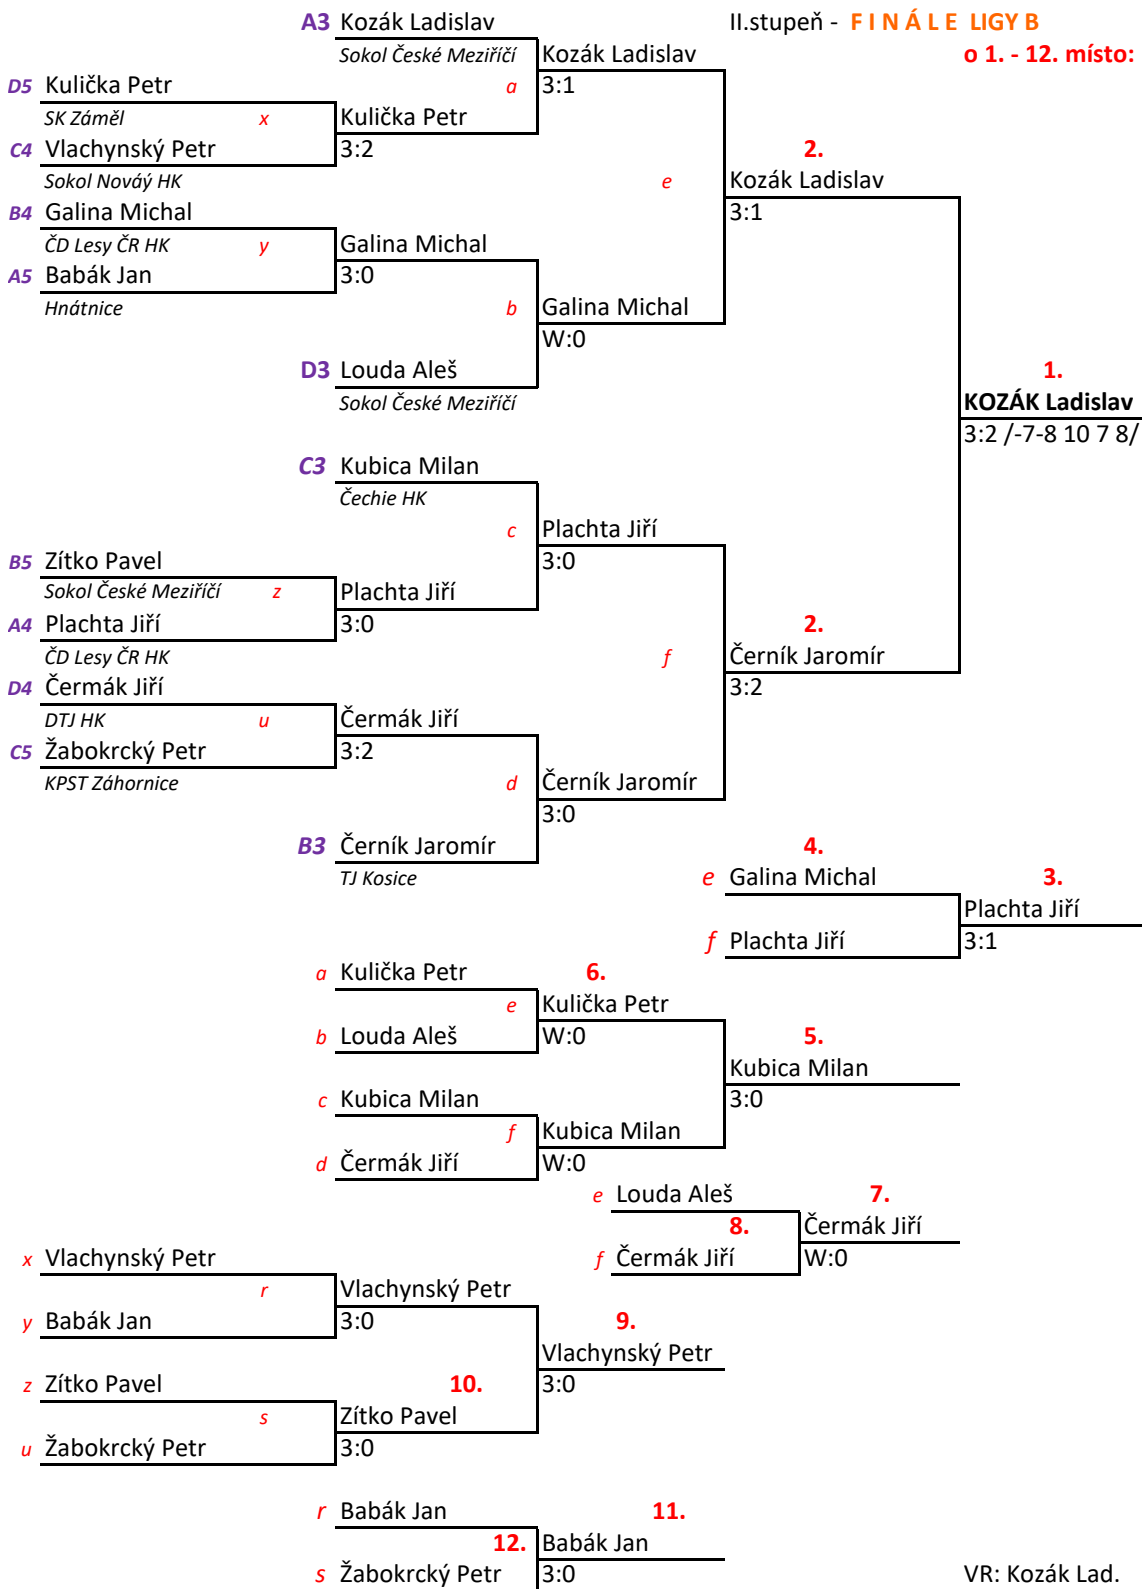 A3 Kozák Ladislav II.stupeň - F I N Á L E LIGY B
Sokol České Meziříčí Kozák Ladislav o 1. - 12. místo:
D5 Kulička Petr a 3:1
SK Záměl x Kulička Petr
C4 Vlachynský Petr 3:2 2.
Sokol Nováý HK e Kozák Ladislav
B4 Galina Michal 3:1
ČD Lesy ČR HK y Galina Michal
A5 Babák Jan 3:0
Hnátnice b Galina Michal
W:0
D3 Louda Aleš 1.
Sokol České Meziříčí KOZÁK Ladislav
3:2 /-7-8 10 7 8/
C3 Kubica Milan
Čechie HK
c Plachta Jiří
B5 Zítko Pavel 3:0
Sokol České Meziříčí z Plachta Jiří
A4 Plachta Jiří 3:0 2.
ČD Lesy ČR HK f Černík Jaromír
D4 Čermák Jiří 3:2
DTJ HK u Čermák Jiří
C5 Žabokrcký Petr 3:2
KPST Záhornice d Černík Jaromír
3:0
B3 Černík Jaromír 4.
TJ Kosice e Galina Michal 3.
Plachta Jiří
f Plachta Jiří 3:1
a Kulička Petr 6.
e Kulička Petr
b Louda Aleš W:0 5.
Kubica Milan
c Kubica Milan 3:0
f Kubica Milan
d Čermák Jiří W:0
e Louda Aleš 7.
8. Čermák Jiří
x Vlachynský Petr f Čermák Jiří W:0
r Vlachynský Petr
y Babák Jan 3:0 9.
Vlachynský Petr
z Zítko Pavel 10. 3:0
s Zítko Pavel
u Žabokrcký Petr 3:0
r Babák Jan 11.
12. Babák Jan
s Žabokrcký Petr 3:0 VR: Kozák Lad.